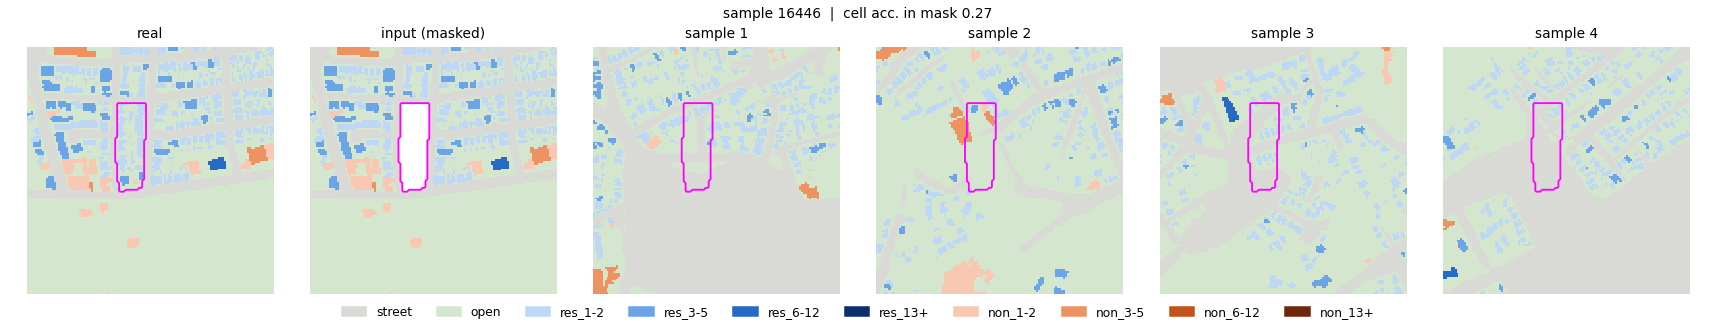 sample 16446  |  cell acc. in mask 0.27
real
input (masked)
sample 1
sample 2
sample 3
sample 4
street
open
res_1-2
res_3-5
res_6-12
res_13+
non_1-2
non_3-5
non_6-12
non_13+